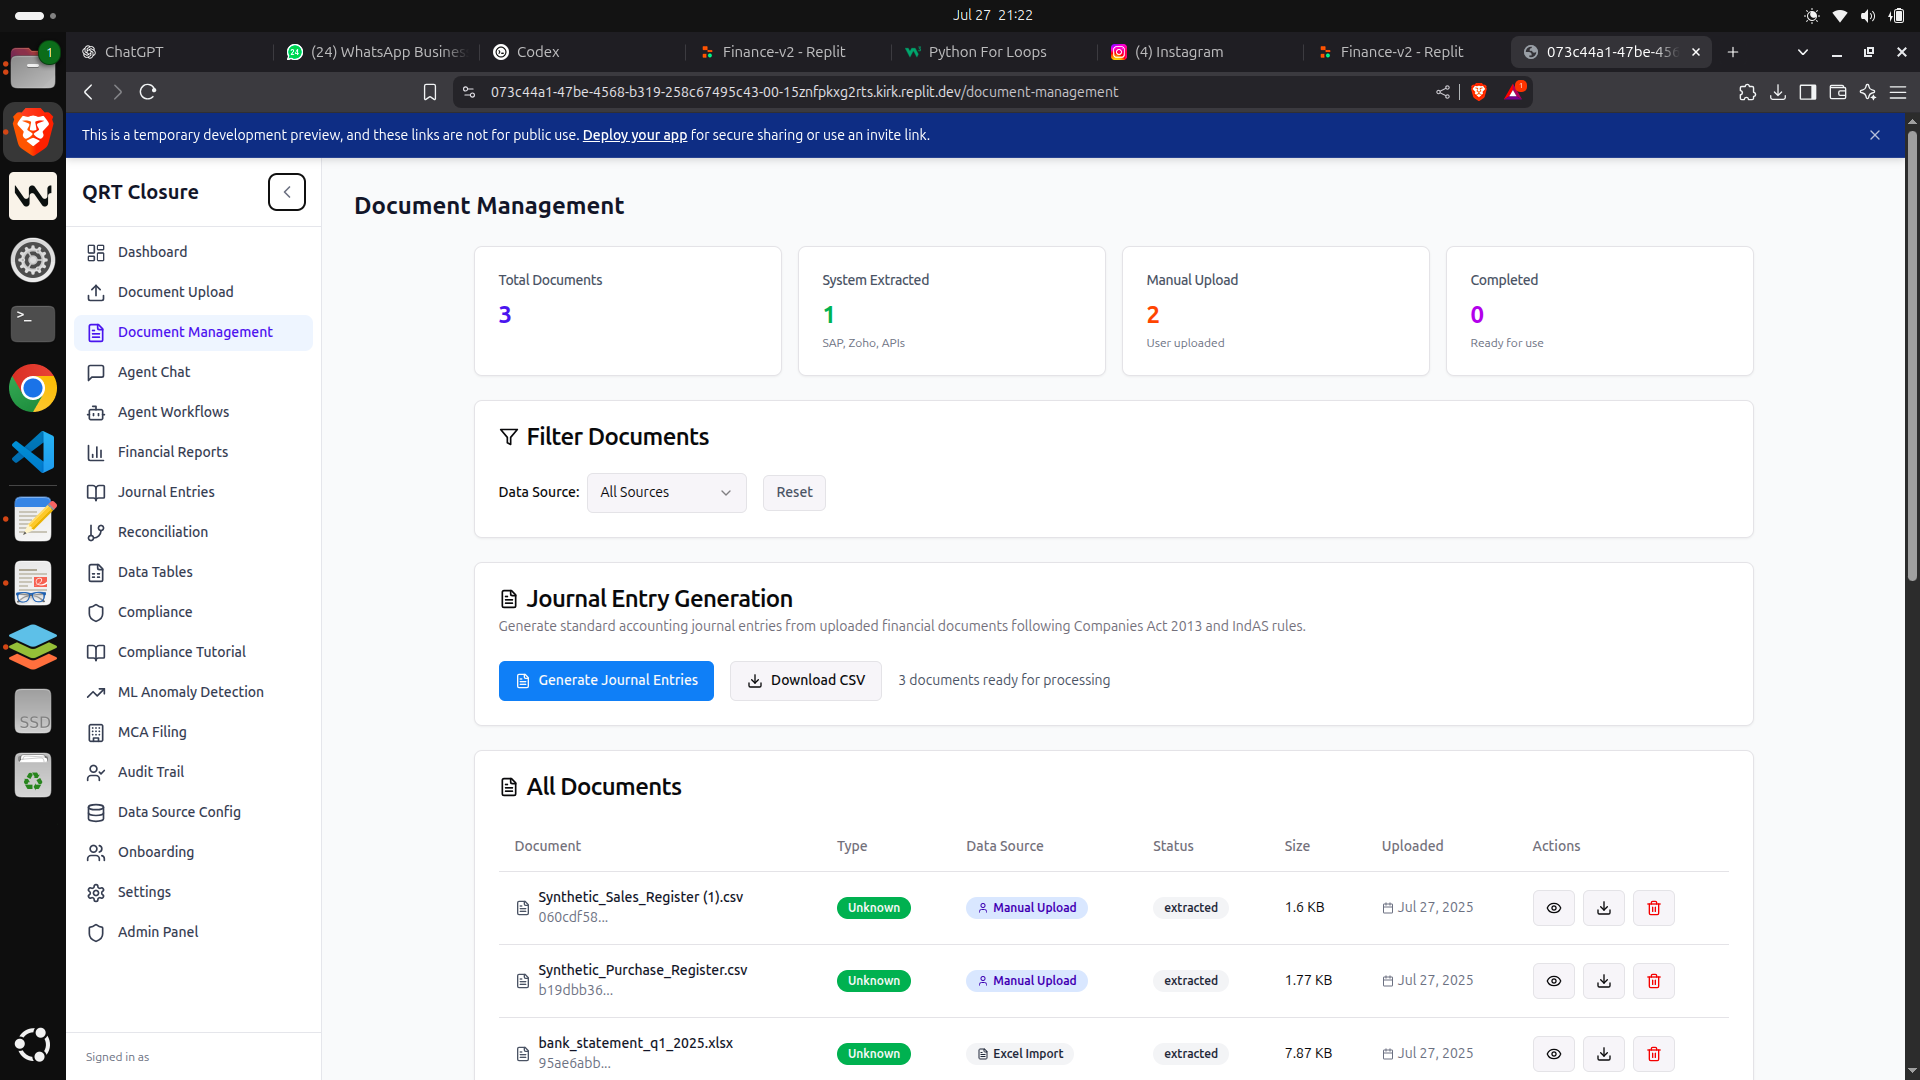 Jul 27 21:22
1
ChatGPT
24
(24) WhatsApp Busines
Codex
Finance-v2 - Replit
Python For Loops
(4) Instagram
Finance-v2 - Replit
073c44a1-47be-456
073c44a1-47be-4568-b319-258c67495c43-00-15znfpkxg2rts.kirk.replit.dev/document-management
1
This is a temporary development preview, and these links are not for public use. Deploy your app for secure sharing or use an invite link.
QRT Closure
Dashboard
Document Upload
Document Management
Agent Chat
Agent Workflows
Financial Reports
Journal Entries
Reconciliation
Data Tables
Compliance
Compliance Tutorial
ML Anomaly Detection
MCA Filing
Audit Trail
Data Source Config
Onboarding
Settings
Admin Panel
Signed in as
SSD
Document Management
Total Documents
3
System Extracted
1
SAP, Zoho, APIs
Manual Upload
2
User uploaded
Completed
0
Ready for use
Filter Documents
Data Source: All Sources Reset
Journal Entry Generation
Generate standard accounting journal entries from uploaded financial documents following Companies Act 2013 and IndAS rules.
Generate Journal Entries Download CSV 3 documents ready for processing
All Documents
Document Type Data Source Status Size Uploaded Actions
Synthetic_Sales_Register (1).csv
060cdf58...
Unknown Manual Upload extracted 1.6 KB Jul 27, 2025
Synthetic_Purchase_Register.csv
b19dbb36...
Unknown Manual Upload extracted 1.77 KB Jul 27, 2025
bank_statement_q1_2025.xlsx
95ae6abb...
Unknown Excel Import extracted 7.87 KB Jul 27, 2025